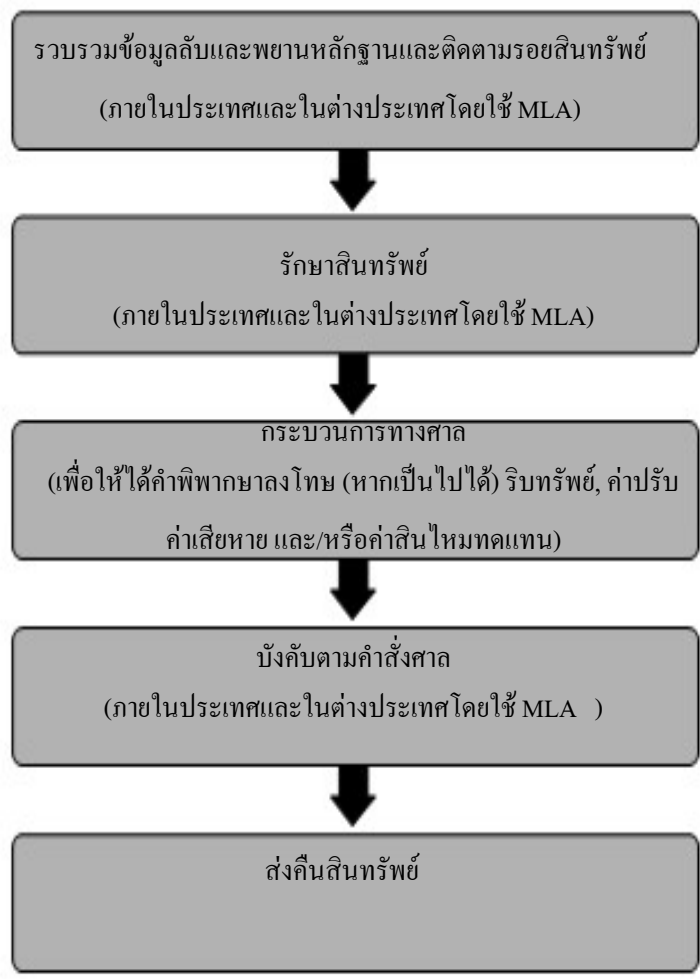 รวบรวมข้อมูลลับและพยานหลักฐานและติดตามรอยสินทรัพย์
(ภายในประเทศและในต่างประเทศโดยใช้ MLA)
รักษาสินทรัพย์
(ภายในประเทศและในต่างประเทศโดยใช้ MLA)
กระบวนการทางศาล
(เพื่อให้ได้คำพิพากษาลงโทษ (หากเป็นไปได้) ริบทรัพย์, ค่าปรับ
ค่าเสียหาย และ/หรือค่าสินไหมทดแทน)
บังคับตามคำสั่งศาล
(ภายในประเทศและในต่างประเทศโดยใช้ MLA )
ส่งคืนสินทรัพย์